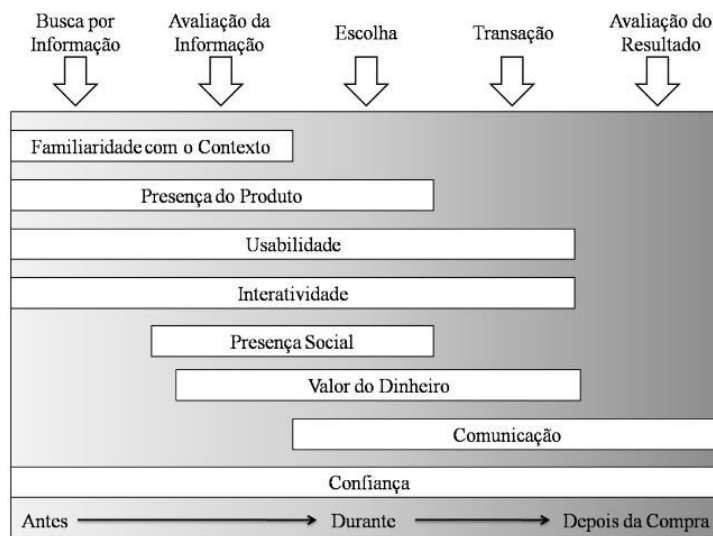 Busca por
Informação
Avaliação da
Informação
Escolha
Transação
Avaliação do
Resultado
Familiaridade com o Contexto
Presença do Produto
Usabilidade
Interatividade
Presença Social
Valor do Dinheiro
Comunicação
Confiança
Antes
Durante
Depois da Compra